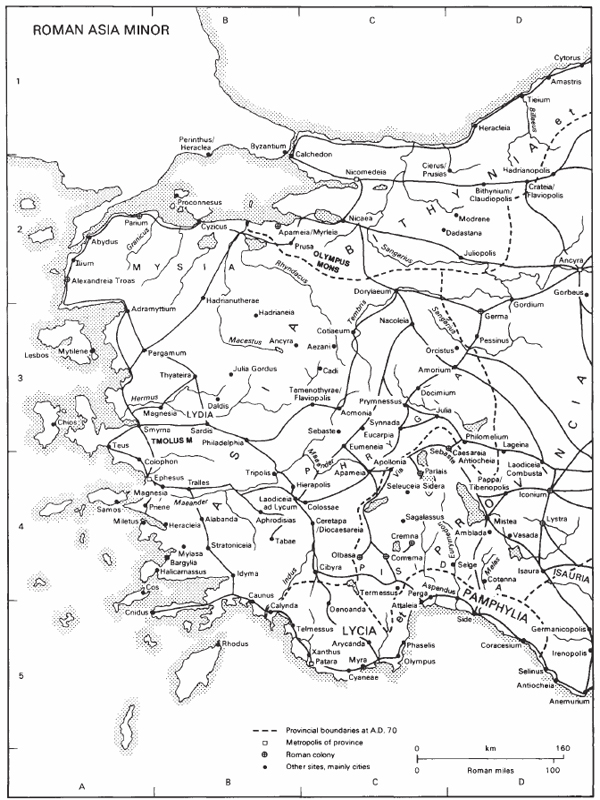 ROMAN ASIA MINOR
B
C
D
1
Cytorus
Amastris
Tieium
Billaeus
Heracleia
Perinthus/
Heraclea
Byzantium
Calchedon
Cierus/
Prusias
Hadrianopolis
Nicomedeia
Bithynium/
Claudiopolis
Crateia/
Flaviopolis
Proconnesus
Parium
Cyzicus
Apameia/Myrleia
Nicaea
Modrene
2
Abydus
Granicus
Prusa
Dadastana
OLYMPUS
MONS
Sangarius
Juliopolis
Ilium
MYSIA
Rhyndacus
Ancyra
Alexandreia Troas
Dorylaeum
Gordium
Gorbeus
Hadrianutherae
Adramyttium
Hadrianeia
Tembris
Sangarius
Germa
Nacoleia
Cotiaeum
Macestus
Ancyra
Aezani
Pessinus
Orcistus
Lesbos
Mytilene
Pergamum
Amorium
3
Thyateira
Julia Gordus
Cadi
Temenothyrae/
Flaviopolis
Prymnessus
Docimium
Hermus
Daldis
Magnesia
LYDIA
Acmonia
Julia
Synnada
Chios
Smyrna
Sardis
Sebaste
Eucarpia
TMOLUS M
Philadelphia
Philomelium
Teus
Eumeneia
Lageina
Colophon
Maeander
Sebaste
Caesaraia
Antiocheia
Apollonia
Laodiceia
Combusta
Tripolis
Apameia
Via
Parlais
Pappa/
Tiberiopolis
Ephesus
Hierapolis
Seleuceia Sidera
Iconium
Magnesia
Tralles
Laodiceia
ad Lycum
Samos
Priene
Maeander
Colossae
4
Miletus
Heracleia
Alabanda
Aphrodisias
Ceretapa
/Diocaesareia
Sagalassus
Mistea
Lystra
Amblada
Vasada
Tabae
Cremna
Eurymedon
Stratoniceia
Mylasa
Olbasa
Comama
Bargylia
Selge
Melas
Isaura
ISAURIA
Halicarnassus
Cibyra
Idyma
Indus
Cotenna
Cos
Termessus
Aspendus
PAMPHYLIA
Caunus
Perga
Cnidus
Calynda
Oenoanda
Attaleia
Side
Telmessus
LYCIA
Germanicopolis
Rhodus
Arycanda
Phaselis
Coracesium
Irenopolis
Xanthus
Myra
Olympus
Selinus
5
Patara
Cyaneae
Antiocheia
Anemurium
Provincial boundaries at A.D. 70
Metropolis of province
km
0 160
Roman colony
Other sites, mainly cities
0 Roman miles 100
A
B
C
D